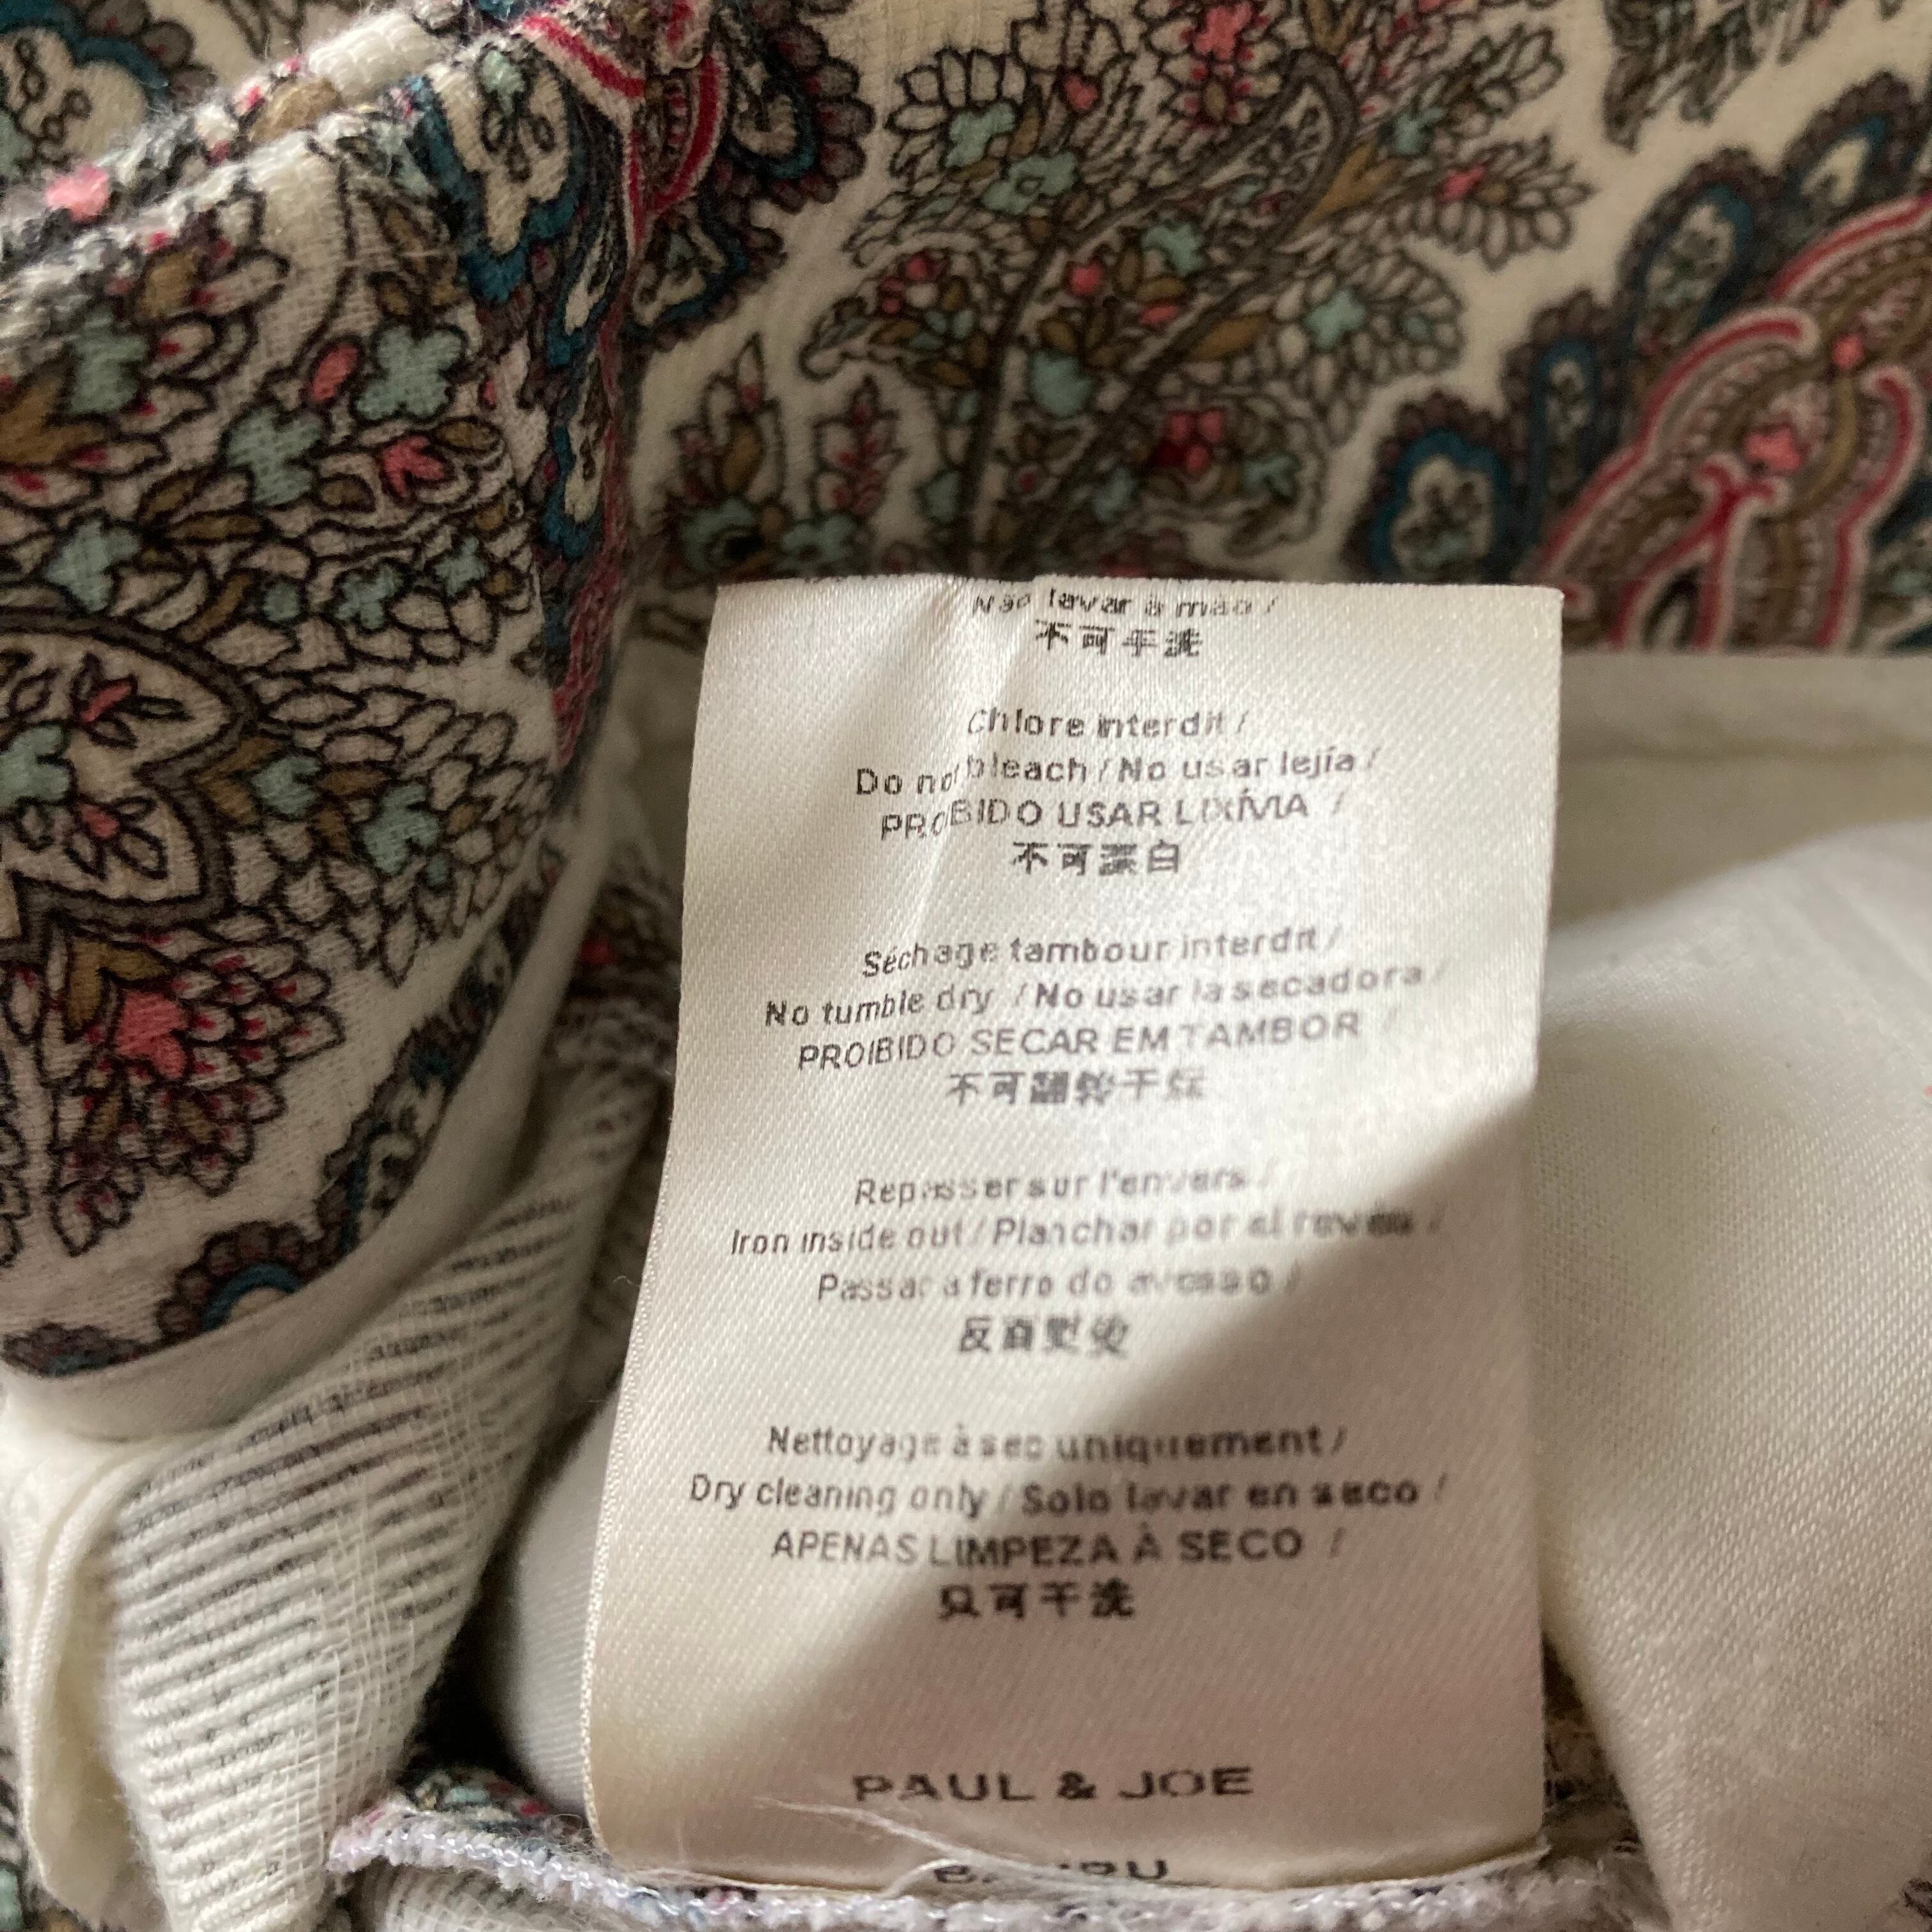 Não lavar à mão /
不可手洗
Chlore interdit /
Do not bleach / No usar lejía /
PROIBIDO USAR LIXÍVIA /
不可漂白
Séchage tambour interdit /
No tumble dry / No usar la secadora /
PROIBIDO SECAR EM TAMBOR /
不可翻转干燥
Repasser sur l'envers /
Iron inside out / Planchar por el revés /
Passar a ferro do avesso /
反面熨烫
Nettoyage à sec uniquement /
Dry cleaning only / Solo lavar en seco /
APENAS LIMPEZA À SECO /
只可干洗
PAUL & JOE